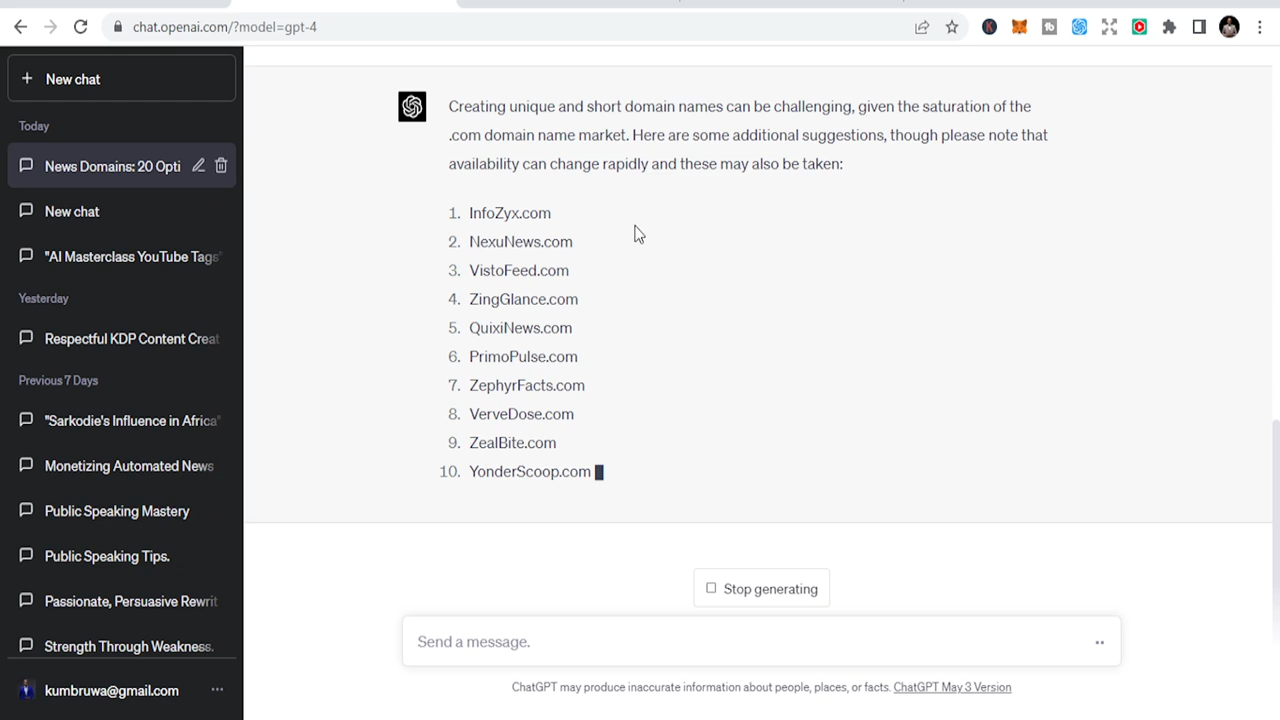 chat.openai.com/?model=gpt-4
New chat
Today
News Domains: 20 Opti
New chat
"AI Masterclass YouTube Tags"
Yesterday
Respectful KDP Content Creat
Previous 7 Days
"Sarkodie's Influence in Africa"
Monetizing Automated News
Public Speaking Mastery
Public Speaking Tips.
Passionate, Persuasive Rewrit
Strength Through Weakness.
kumbruwa@gmail.com
Creating unique and short domain names can be challenging, given the saturation of the
.com domain name market. Here are some additional suggestions, though please note that
availability can change rapidly and these may also be taken:
1. InfoZyx.com
2. NexuNews.com
3. VistoFeed.com
4. ZingGlance.com
5. QuixiNews.com
6. PrimoPulse.com
7. ZephyrFacts.com
8. VerveDose.com
9. ZealBite.com
10. YonderScoop.com
Stop generating
Send a message.
ChatGPT may produce inaccurate information about people, places, or facts. ChatGPT May 3 Version